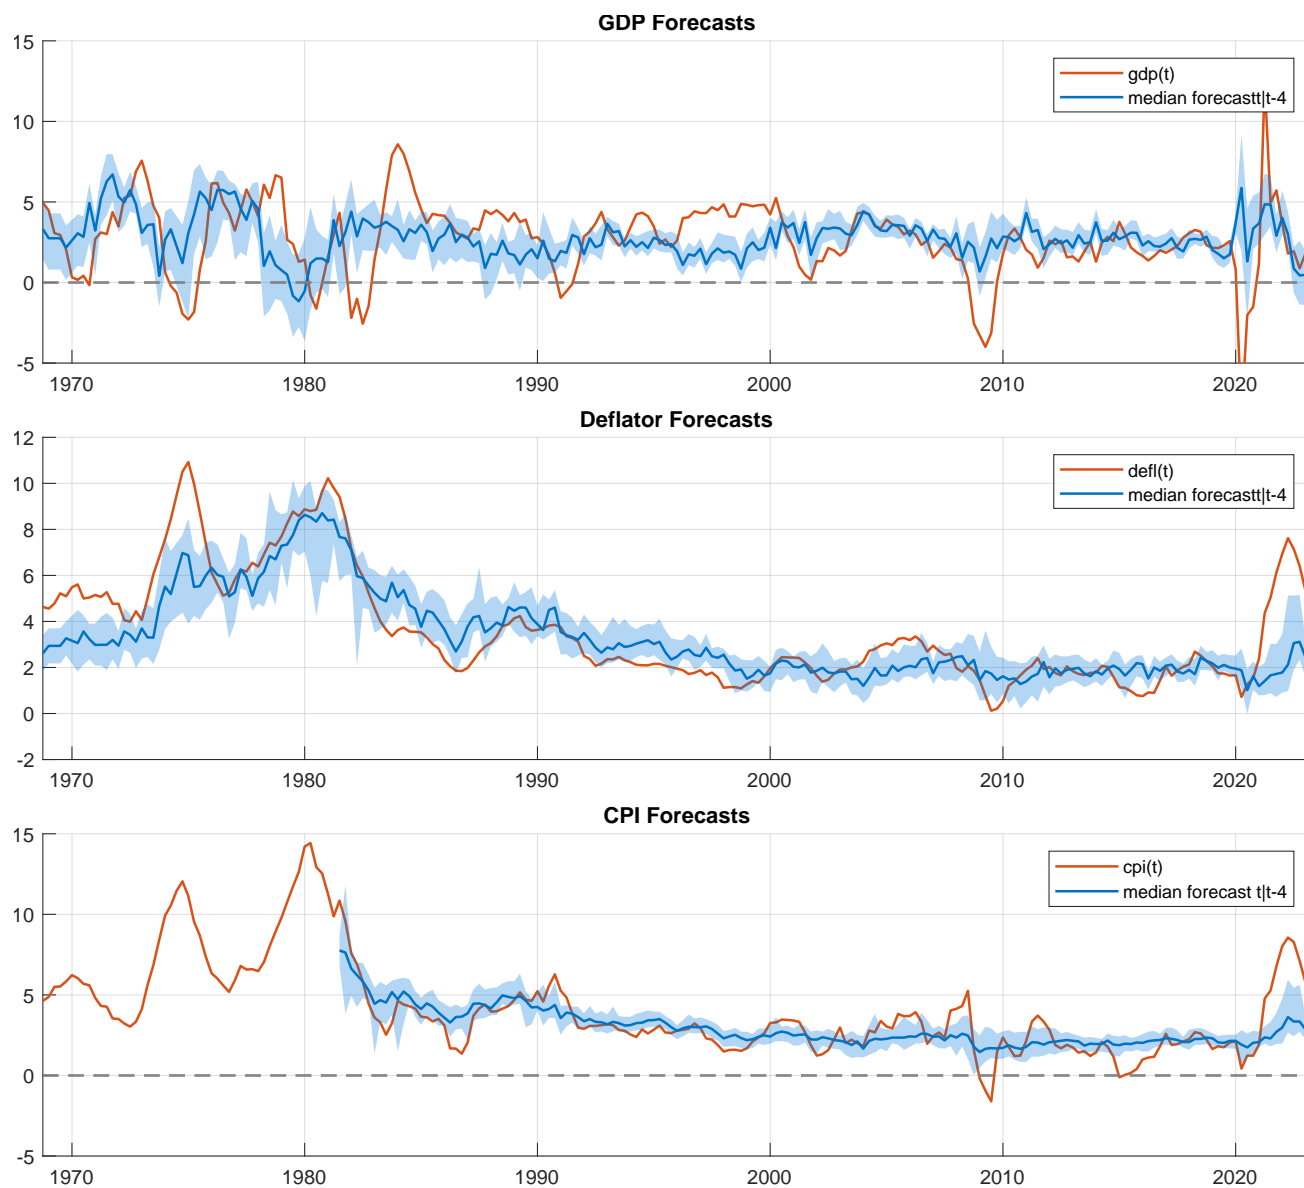 GDP Forecasts
15
10
5
0
-5
gdp(t)
median forecastt|t-4
1970 1980 1990 2000 2010 2020
Deflator Forecasts
12
10
8
6
4
2
0
-2
defl(t)
median forecastt|t-4
1970 1980 1990 2000 2010 2020
CPI Forecasts
15
10
5
0
-5
cpi(t)
median forecast t|t-4
1970 1980 1990 2000 2010 2020